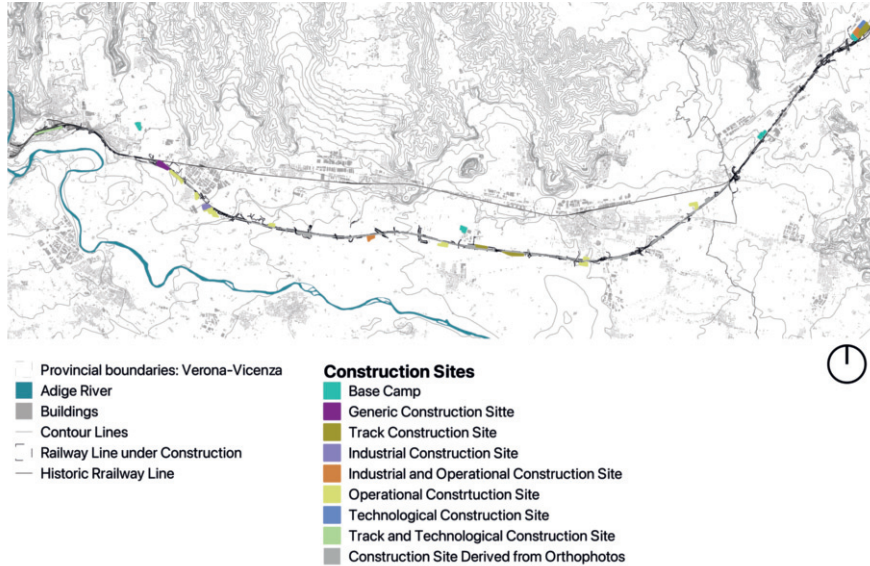 Provincial boundaries: Verona-Vicenza
Adige River
Buildings
Contour Lines
Railway Line under Construction
Historic Rrailway Line
Construction Sites
Base Camp
Generic Construction Sitte
Track Construction Site
Industrial Construction Site
Industrial and Operational Construction Site
Operational Constrtuction Site
Technological Construction Site
Track and Technological Construction Site
Construction Site Derived from Orthophotos